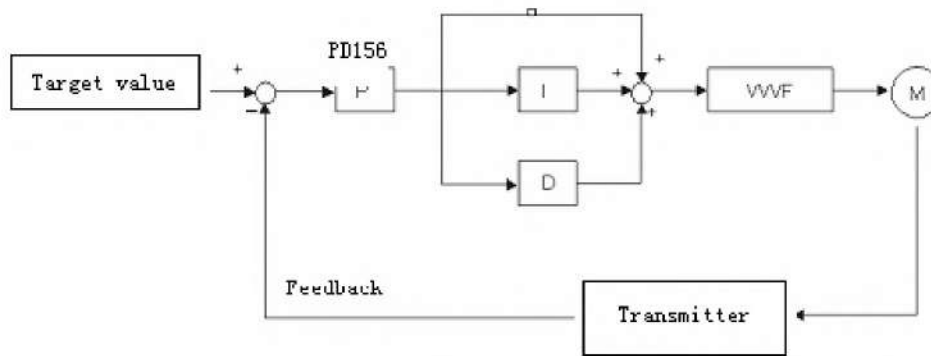 PD156
Target value
+
+
+
P
I
VVVF
M
−
+
D
Feedback
Transmitter